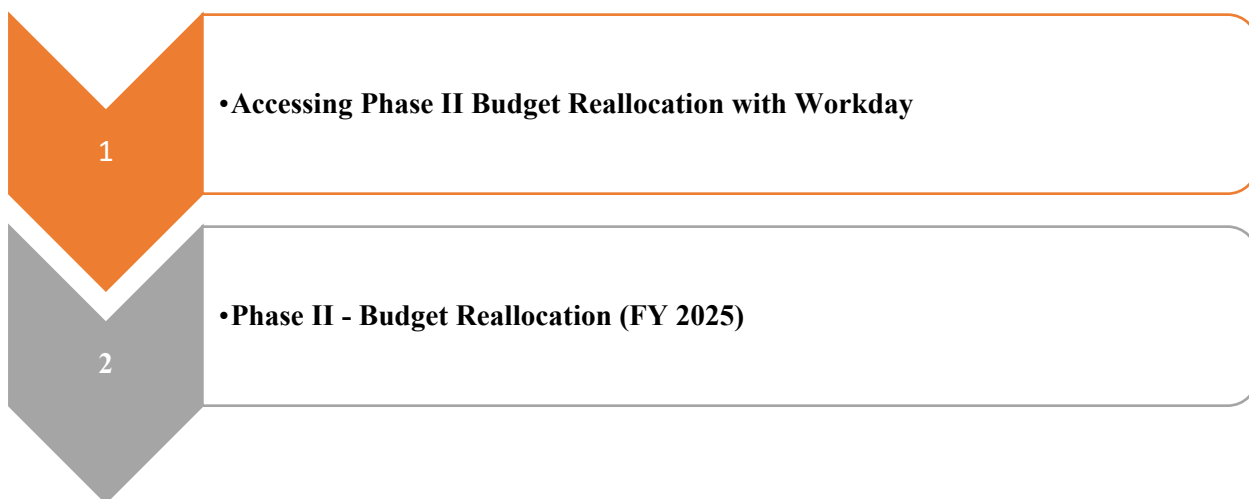 1
•Accessing Phase II Budget Reallocation with Workday
2
•Phase II - Budget Reallocation (FY 2025)